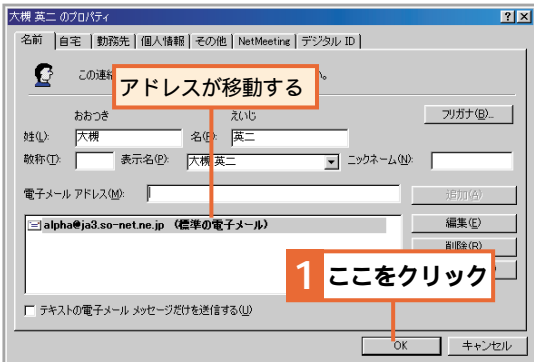 大槻 英二 のプロパティ
名前 自宅 勤務先 個人情報 その他 NetMeeting デジタル ID
この連絡
い。
アドレスが移動する
おおつき えいじ フリガナ(B)...
姓(L): 大槻 名(F): 英二
敬称(T): 表示名(P): 大槻 英二 ニックネーム(N):
電子メール アドレス(M): 追加(A)
alpha@ja3.so-net.ne.jp (標準の電子メール) 編集(E)
削除(R)
1 ここをクリック
テキストの電子メール メッセージだけを送信する(U)
OK キャンセル